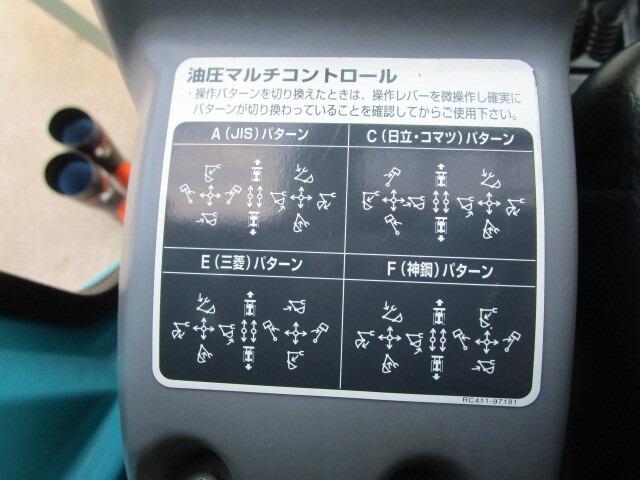 油圧マルチコントロール
・操作パターンを切り換えたときは、操作レバーを微操作し確実に
パターンが切り換わっていることを確認してからご使用下さい。
A(JIS)パターン
C(日立・コマツ)パターン
E(三菱)パターン
F(神鋼)パターン
RC411-97181